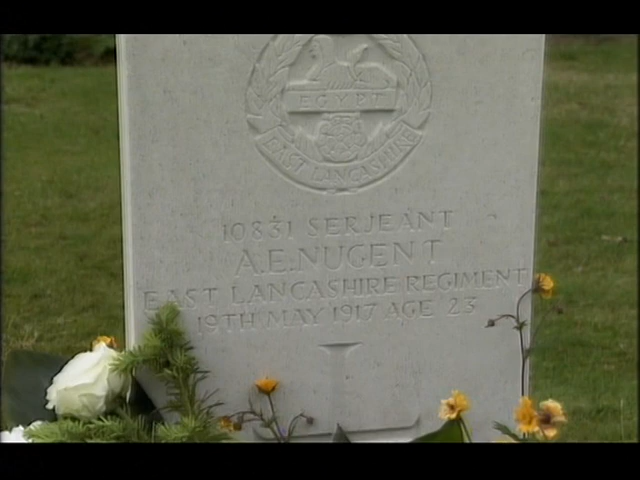 EGYPT
EAST LANCASHIRE
10831 SERJEANT
A.E.NUGENT
EAST LANCASHIRE REGIMENT
19TH MAY 1917 AGE 23